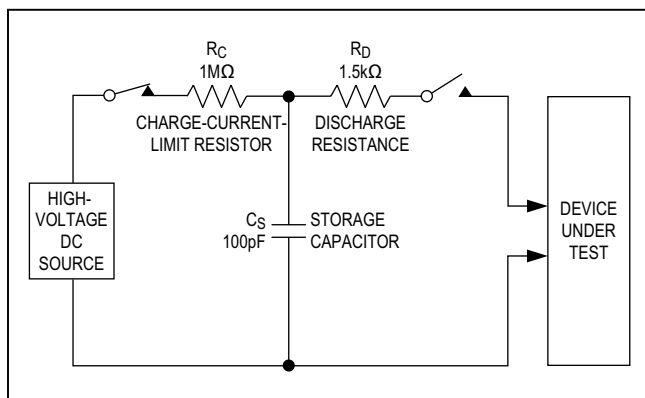 RC
1MΩ
CHARGE-CURRENT-
LIMIT RESISTOR
RD
1.5kΩ
DISCHARGE
RESISTANCE
HIGH-
VOLTAGE
DC
SOURCE
CS
100pF
STORAGE
CAPACITOR
DEVICE
UNDER
TEST